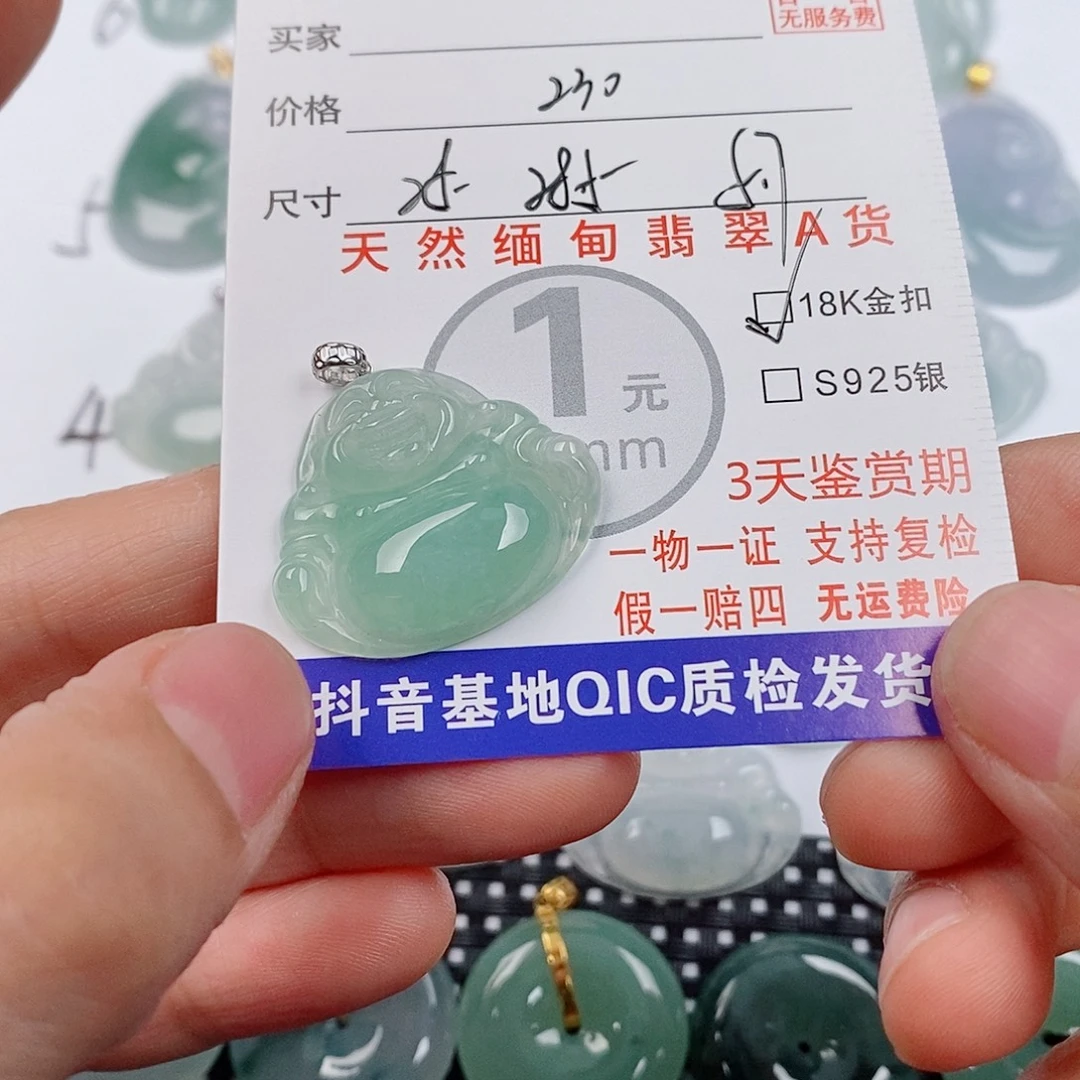 无服务费
买家
价格 230
尺寸
天然缅甸翡翠A货
1元
mm
18K金扣
S925银
3天鉴赏期
一物一证 支持复检
假一赔四 无运费险
抖音基地QIC质检发货
5
4